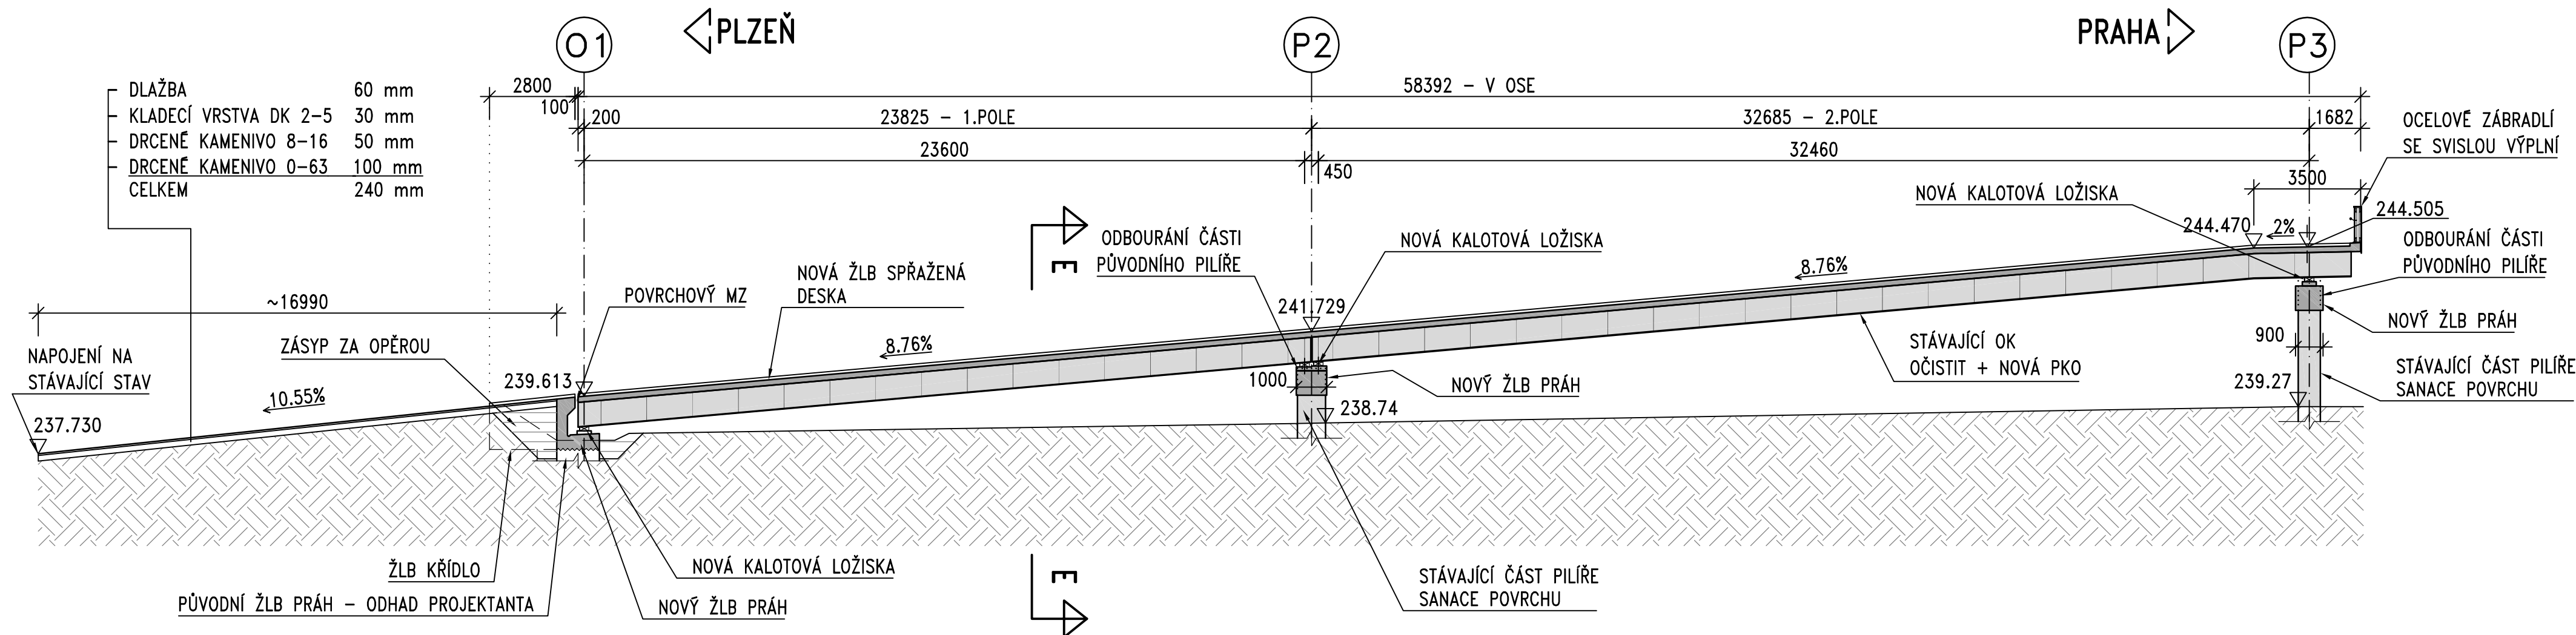 O1
PLZEŇ
P2
PRAHA
P3
DLAŽBA 60 mm
KLADECÍ VRSTVA DK 2-5 30 mm
DRCENÉ KAMENIVO 8-16 50 mm
DRCENÉ KAMENIVO 0-63 100 mm
CELKEM 240 mm
2800
100
58392 - V OSE
200
23825 - 1.POLE
32685 - 2.POLE
1682
23600
450
32460
3500
OCELOVÉ ZÁBRADLÍ
SE SVISLOU VÝPLNÍ
NOVÁ KALOTOVÁ LOŽISKA
244.470
2%
244.505
ODBOURÁNÍ ČÁSTI
PŮVODNÍHO PILÍŘE
NOVÝ ŽLB PRÁH
STÁVAJÍCÍ ČÁST PILÍŘE
SANACE POVRCHU
900
239.27
E
ODBOURÁNÍ ČÁSTI
PŮVODNÍHO PILÍŘE
NOVÁ KALOTOVÁ LOŽISKA
NOVÁ ŽLB SPŘAŽENÁ
DESKA
POVRCHOVÝ MZ
~16990
241.729
8.76%
8.76%
STÁVAJÍCÍ OK
OČISTIT + NOVÁ PKO
NAPOJENÍ NA
STÁVAJÍCÍ STAV
ZÁSYP ZA OPĚROU
239.613
10.55%
237.730
1000
NOVÝ ŽLB PRÁH
238.74
ŽLB KŘÍDLO
PŮVODNÍ ŽLB PRÁH - ODHAD PROJEKTANTA
NOVÁ KALOTOVÁ LOŽISKA
NOVÝ ŽLB PRÁH
E
STÁVAJÍCÍ ČÁST PILÍŘE
SANACE POVRCHU